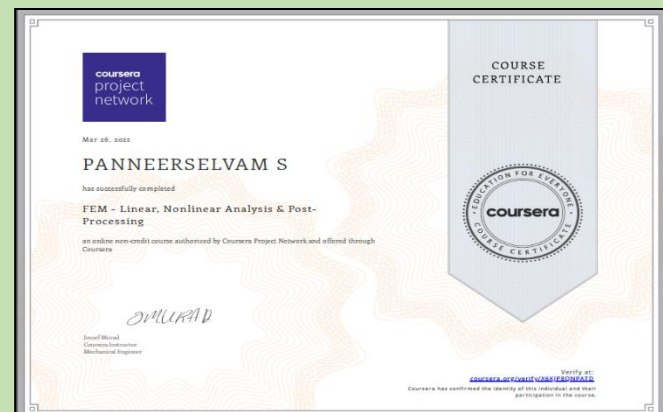 coursera
project
network
Mar 26, 2022
PANNEERSELVAM S
has successfully completed
FEM - Linear, Nonlinear Analysis & Post-
Processing
an online non-credit course authorized by Coursera Project Network and offered through
Coursera
Jousef Murad
Coursera Instructor
Mechanical Engineer
COURSE
CERTIFICATE
EDUCATION FOR EVERYONE
coursera
COURSE CERTIFICATE
Verify at:
Coursera has confirmed the identity of this individual and their
participation in the course.